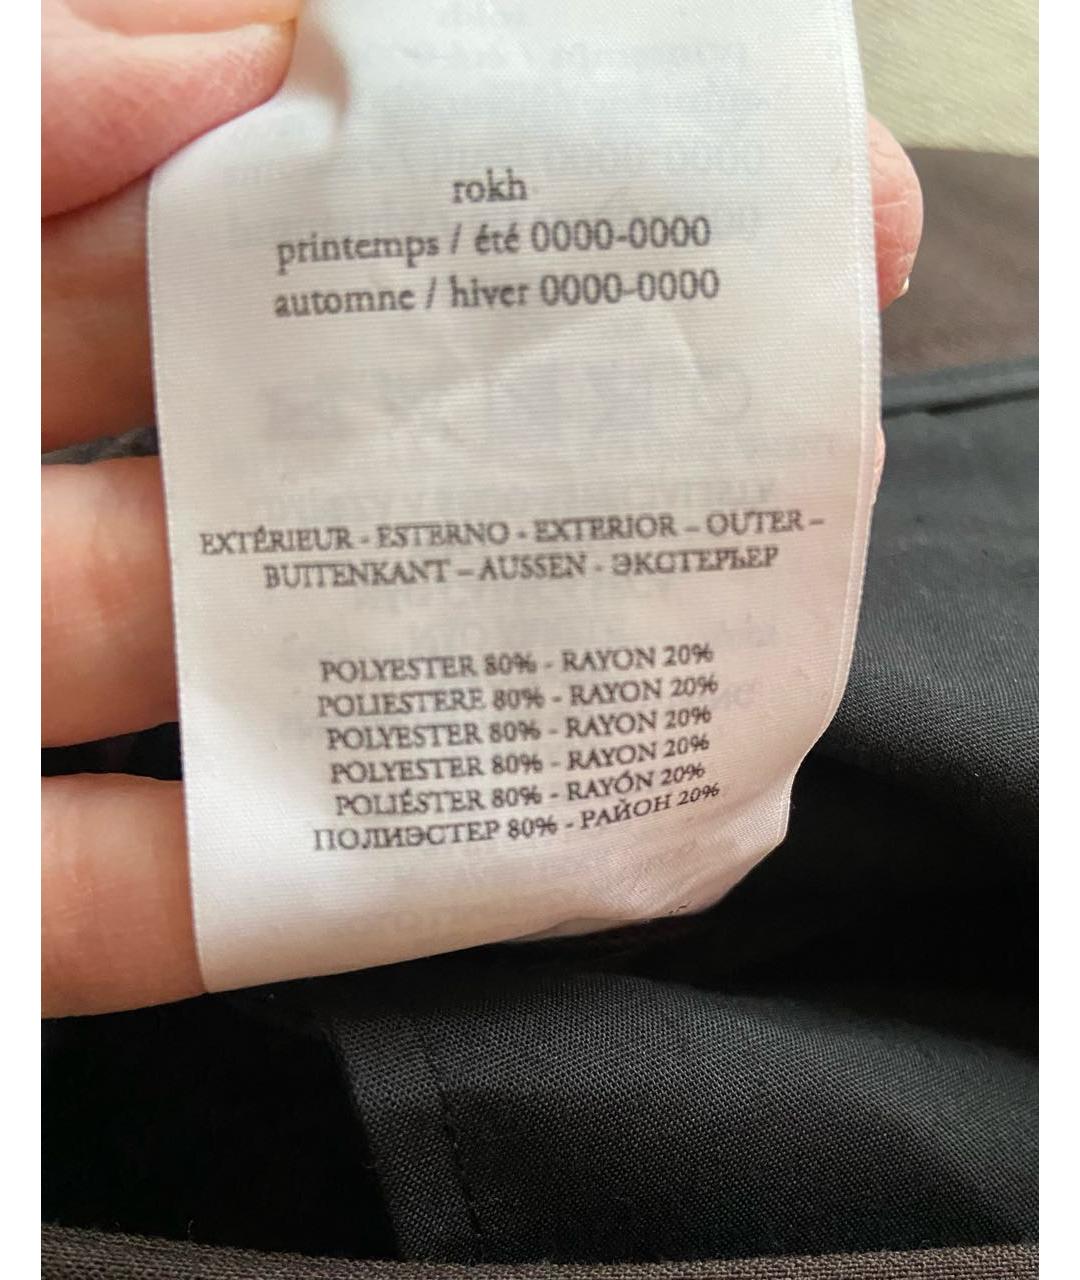 rokh
printemps / été 0000-0000
automne / hiver 0000-0000
EXTÉRIEUR - ESTERNO - EXTERIOR – OUTER –
BUITENKANT – AUSSEN - ЭКСТЕРЬЕР
POLYESTER 80% - RAYON 20%
POLIESTERE 80% - RAYON 20%
POLYESTER 80% - RAYON 20%
POLYESTER 80% - RAYON 20%
POLIÉSTER 80% - RAYÓN 20%
ПОЛИЭСТЕР 80% - РАЙОН 20%